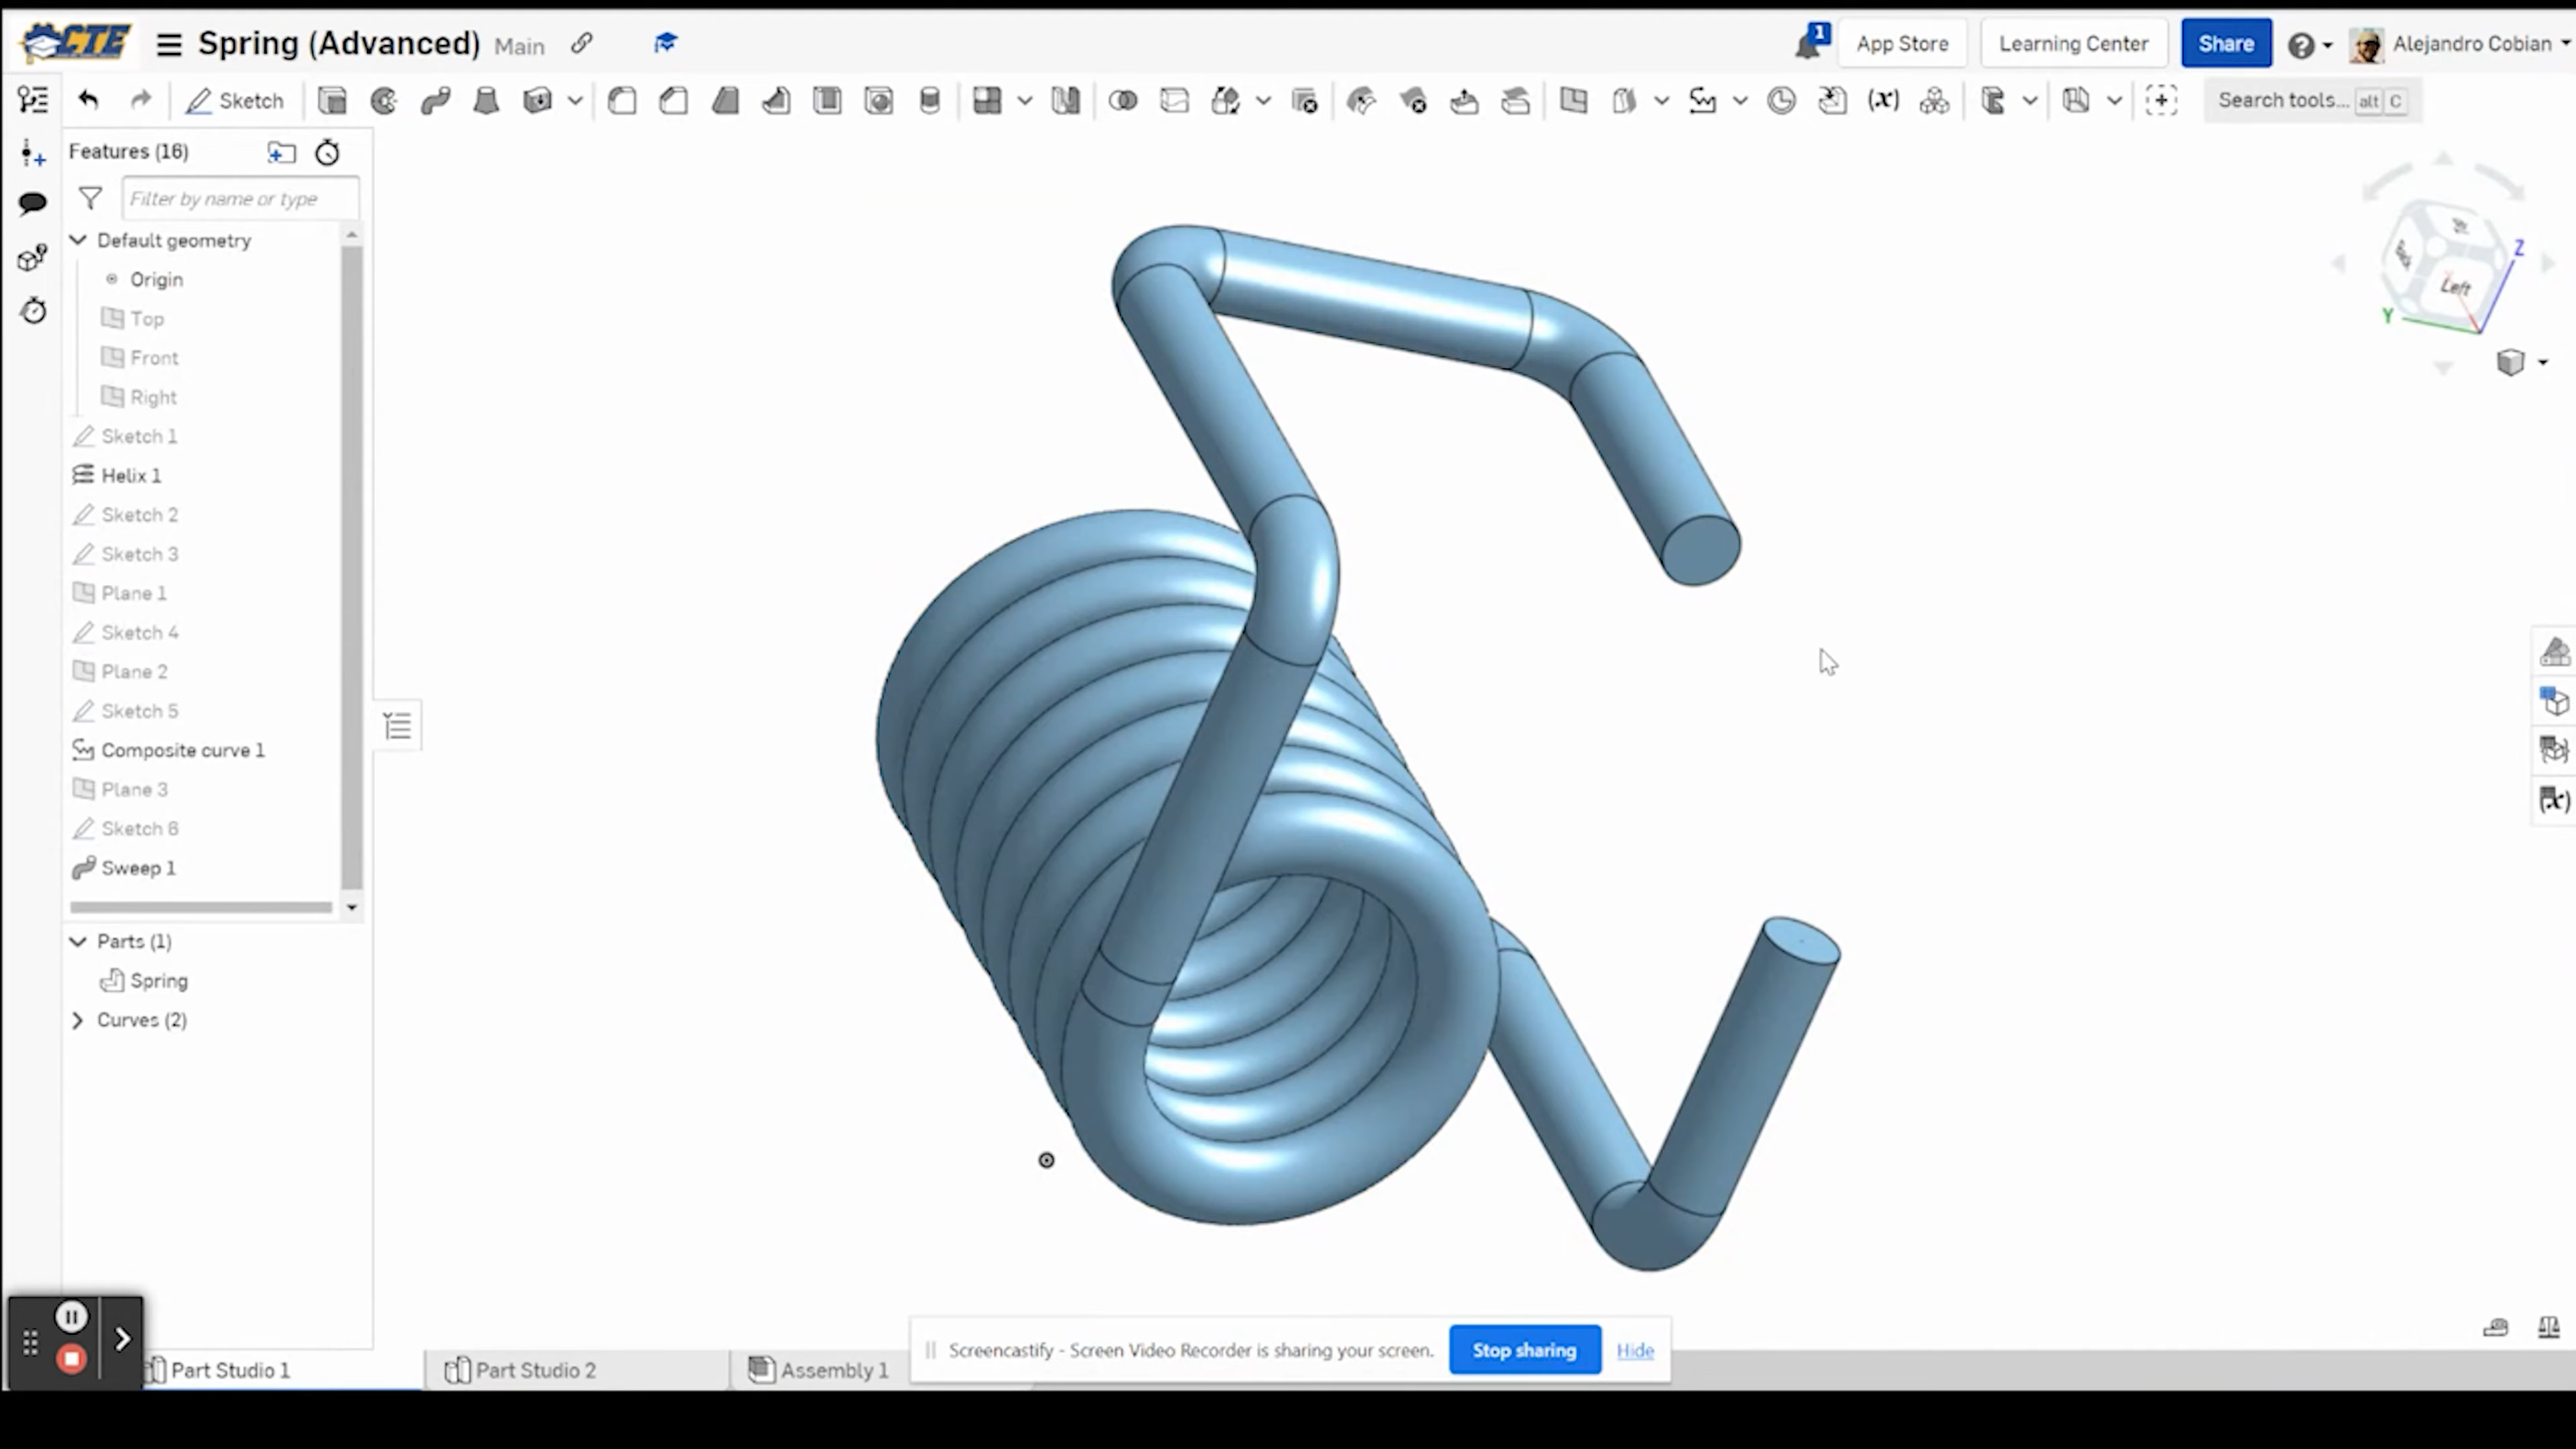 CTE
Spring (Advanced) Main
1
App Store
Learning Center
Share
Alejandro Cobian
Sketch
Search tools... alt C
Features (16)
Filter by name or type
Default geometry
Origin
Top
Front
Right
Sketch 1
Helix 1
Sketch 2
Sketch 3
Plane 1
Sketch 4
Plane 2
Sketch 5
Composite curve 1
Plane 3
Sketch 6
Sweep 1
Parts (1)
Spring
Curves (2)
Back
Left
Z
Y
Screencastify - Screen Video Recorder is sharing your screen.
Stop sharing
Hide
Part Studio 1
Part Studio 2
Assembly 1